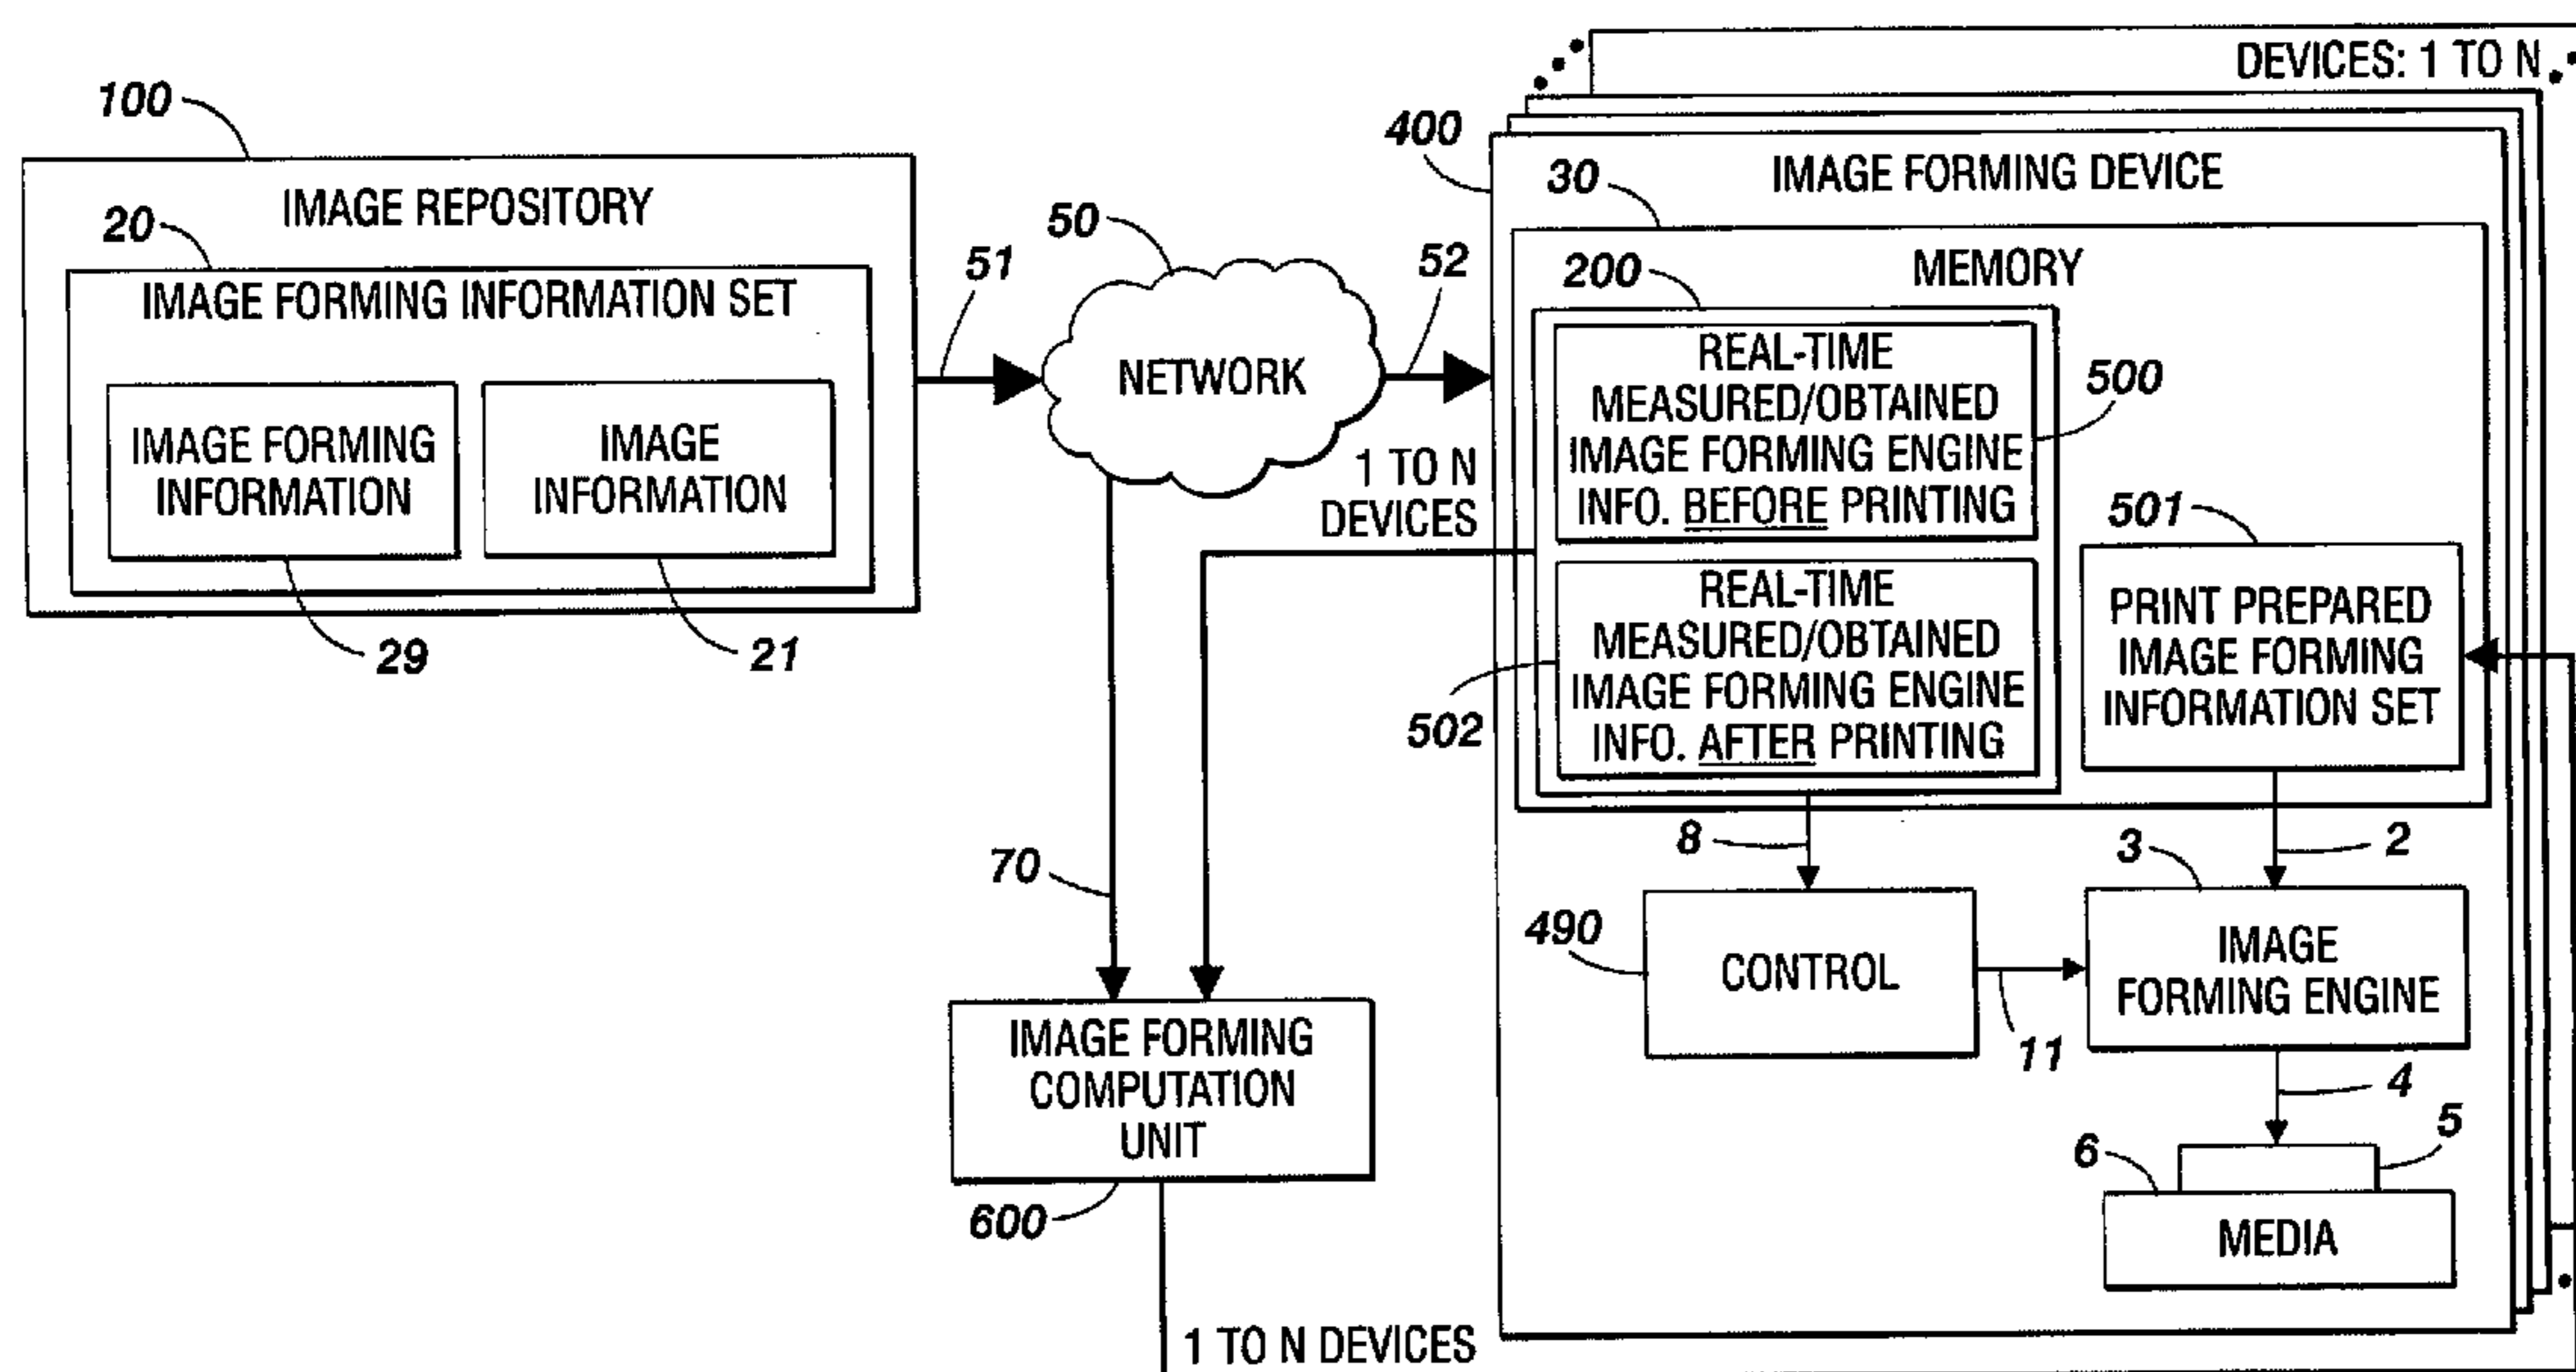 DEVICES: 1 TO N
100
400
IMAGE REPOSITORY
20
IMAGE FORMING INFORMATION SET
IMAGE FORMING
INFORMATION
IMAGE
INFORMATION
29
21
51
50
NETWORK
52
1 TO N
DEVICES
IMAGE FORMING DEVICE
30
MEMORY
200
REAL-TIME
MEASURED/OBTAINED
IMAGE FORMING ENGINE
INFO. BEFORE PRINTING
500
REAL-TIME
MEASURED/OBTAINED
IMAGE FORMING ENGINE
INFO. AFTER PRINTING
502
501
PRINT PREPARED
IMAGE FORMING
INFORMATION SET
8
2
3
70
490
CONTROL
11
IMAGE
FORMING ENGINE
4
5
6
MEDIA
IMAGE FORMING
COMPUTATION
UNIT
600
1 TO N DEVICES